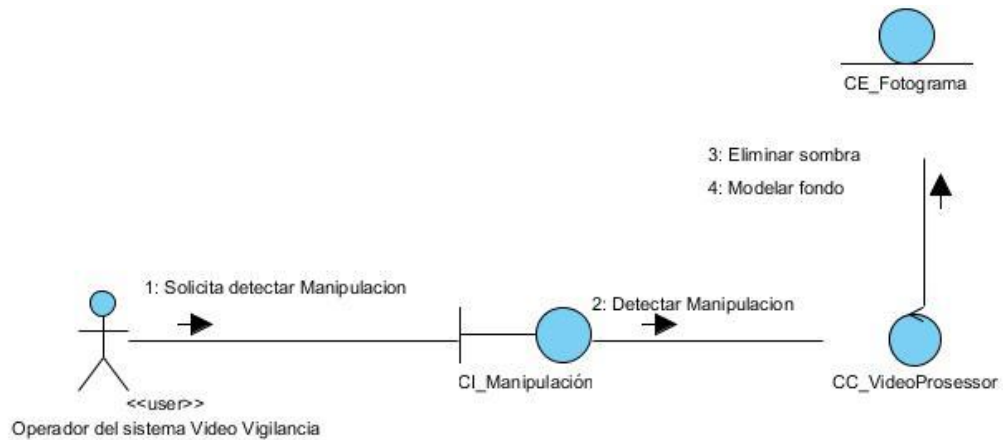 CE_Fotograma
3: Eliminar sombra
4: Modelar fondo
1: Solicita detectar Manipulacion
2: Detectar Manipulacion
CI_Manipulación
CC_VideoProsessor
<<user>>
Operador del sistema Video Vigilancia